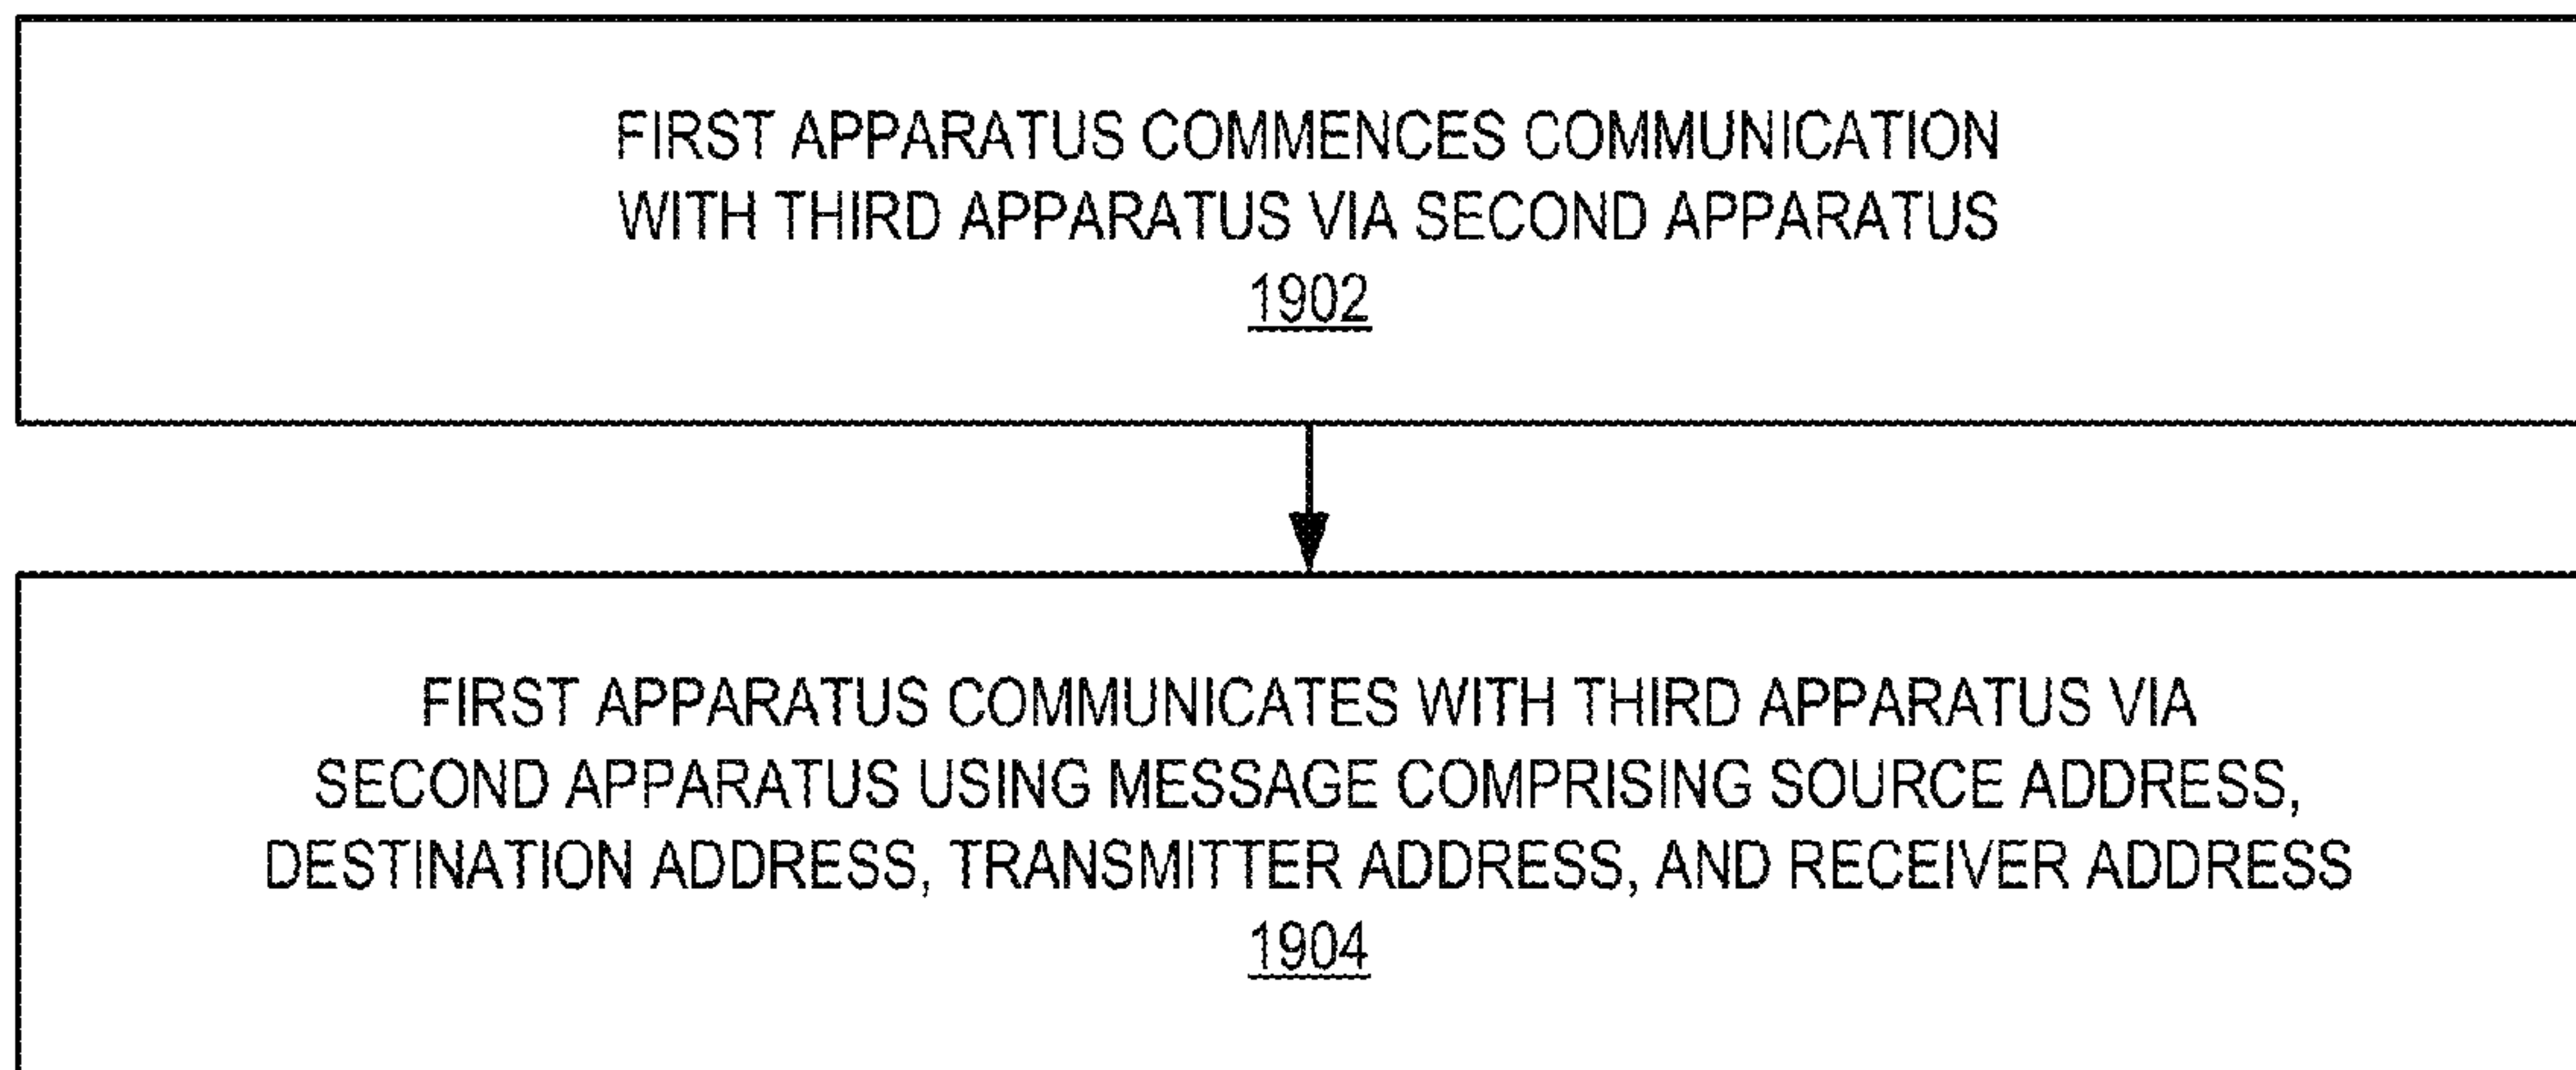 FIRST APPARATUS COMMENCES COMMUNICATION
WITH THIRD APPARATUS VIA SECOND APPARATUS
1902
FIRST APPARATUS COMMUNICATES WITH THIRD APPARATUS VIA
SECOND APPARATUS USING MESSAGE COMPRISING SOURCE ADDRESS,
DESTINATION ADDRESS, TRANSMITTER ADDRESS, AND RECEIVER ADDRESS
1904